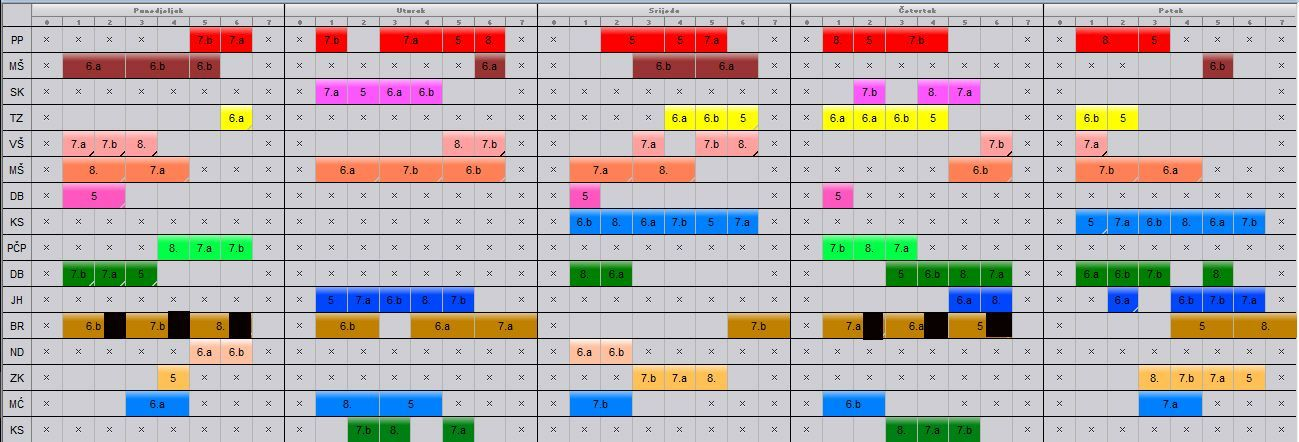 Ponedjeljek Utorek Srijeda Četvrtek Petek
0 1 2 3 4 5 6 7 0 1 2 3 4 5 6 7 0 1 2 3 4 5 6 7 0 1 2 3 4 5 6 7 0 1 2 3 4 5 6 7
PP 7.b 7.a 7.b 7.a 5 8. 5 5 7.a 8. 5 7.b 8. 5
MŠ 6.a 6.b 6.b 6.a 6.b 6.a 6.b
SK 7.a 5 6.a 6.b 7.b 8. 7.a
TZ 6.a 6.a 6.b 5 6.a 6.a 6.b 5 6.b 5
VŠ 7.a 7.b 8. 8. 7.b 7.a 7.b 8. 7.b 7.a
MŠ 8. 7.a 6.a 7.b 6.b 7.a 8. 6.b 7.b 6.a
DB 5 5 5
KS 6.b 8. 6.a 7.b 5 7.a 5 7.a 6.b 8. 6.a 7.b
PČP 8. 7.a 7.b 7.b 8. 7.a
DB 7.b 7.a 5 8. 6.a 5 6.b 8. 7.a 6.a 6.b 7.b 8.
JH 5 7.a 6.b 8. 7.b 6.a 8. 6.a 6.b 7.b 7.a
BR 6.b 7.b 8. 6.b 6.a 7.a 7.b 7.a 6.a 5 5 8.
ND 6.a 6.b 6.a 6.b
ZK 5 7.b 7.a 8. 8. 7.b 7.a 5
MĆ 6.a 8. 5 7.b 6.b 7.a
KS 7.b 8. 7.a 8. 7.a 7.b